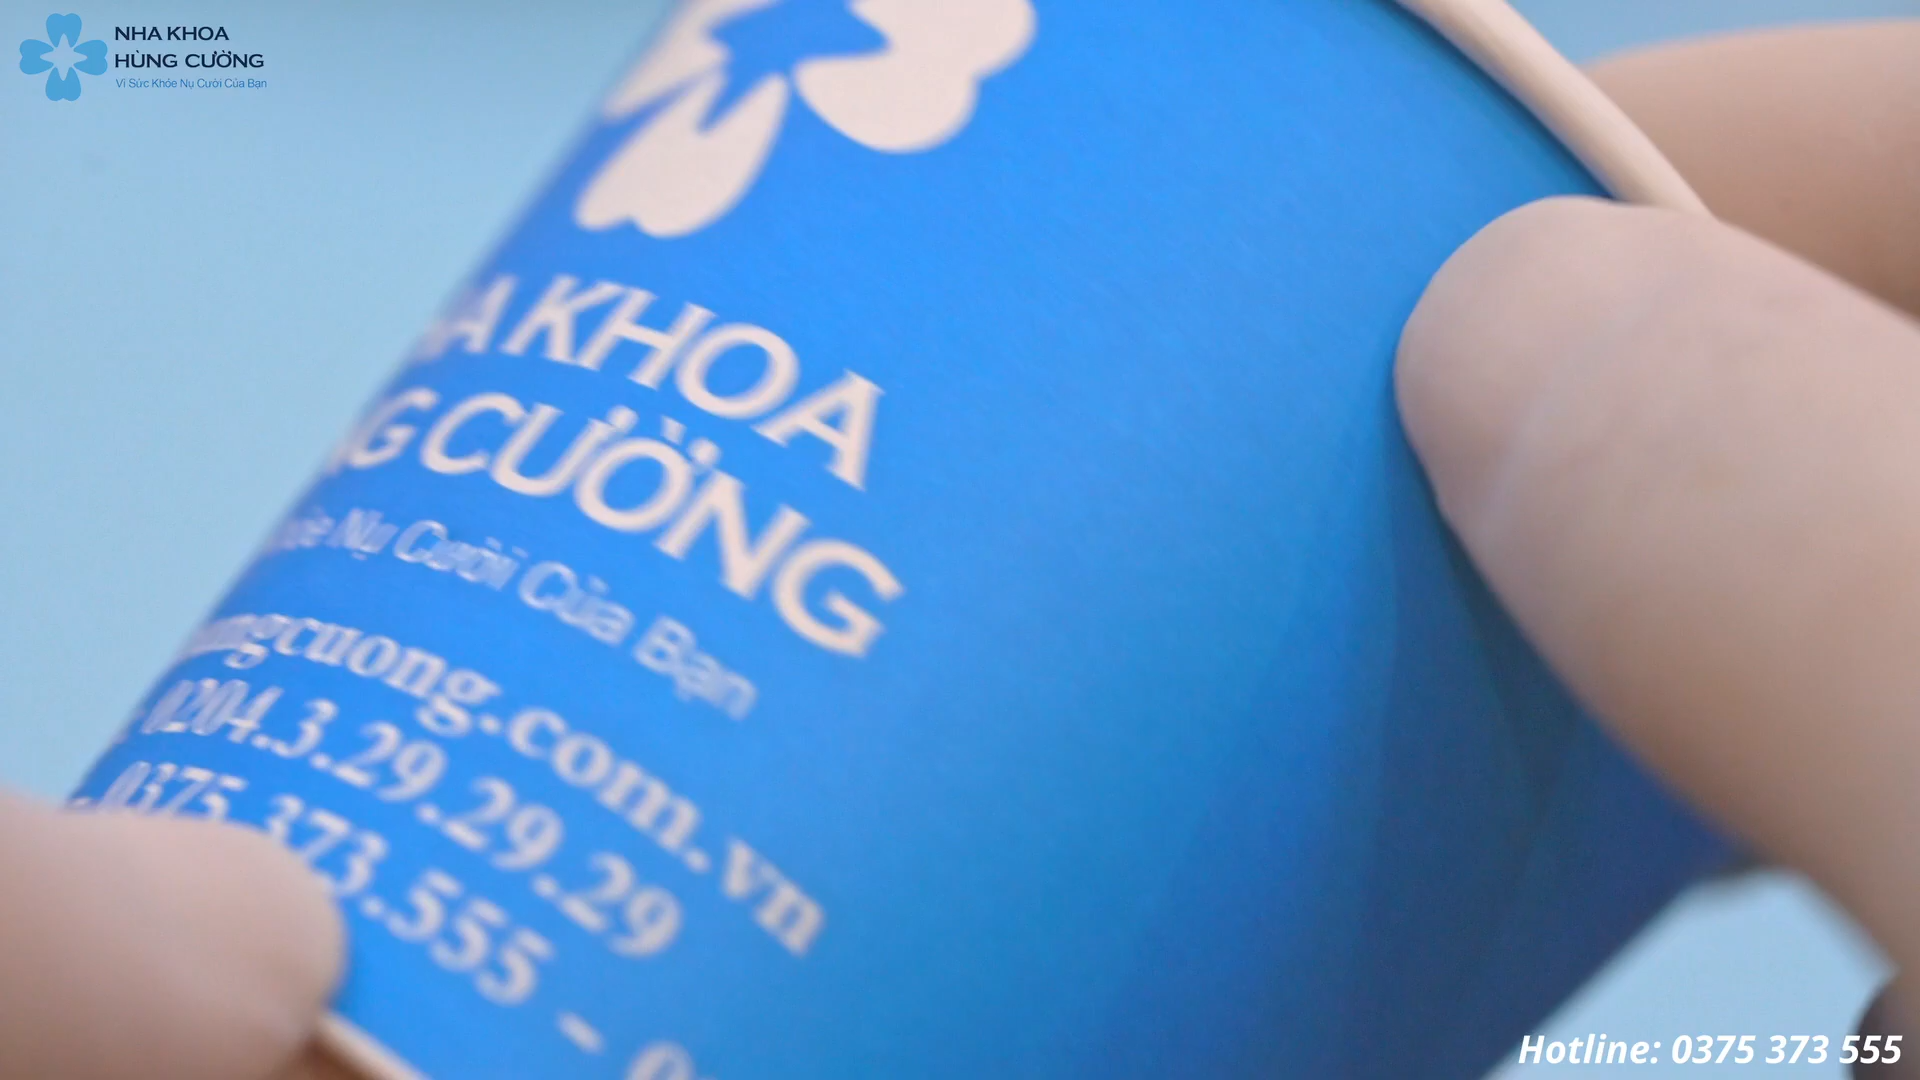 NHA KHOA
HÙNG CƯỜNG
Vì Sức Khỏe Nụ Cười Của Bạn
KHOA
CƯỜNG
Nụ Cười Của Bạn
ngcuong.com.vn
0204.3.29.29.29
0375.373.555 -
Hotline: 0375 373 555